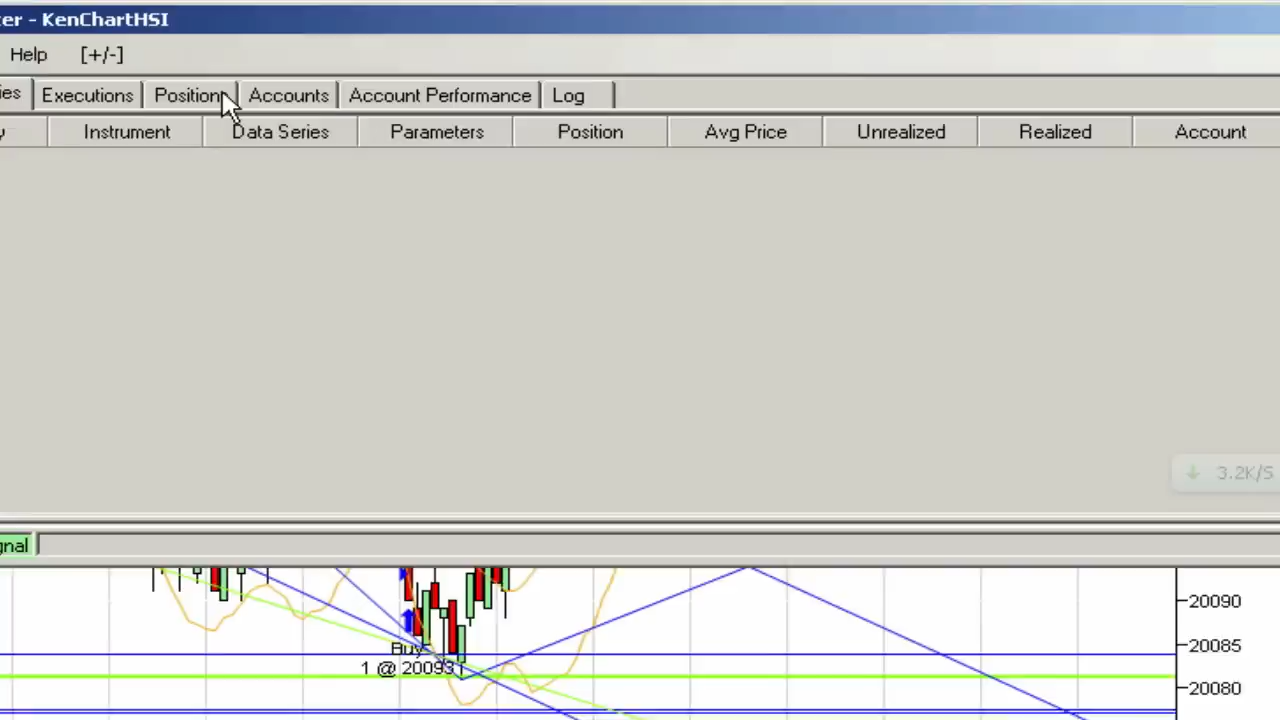 ter - KenChartHSI
Help [+/-]
ies Executions Position Accounts Account Performance Log
y Instrument Data Series Parameters Position Avg Price Unrealized Realized Account
3.2K/S
gnal
20090
20085
Buy
1 @ 20093
20080